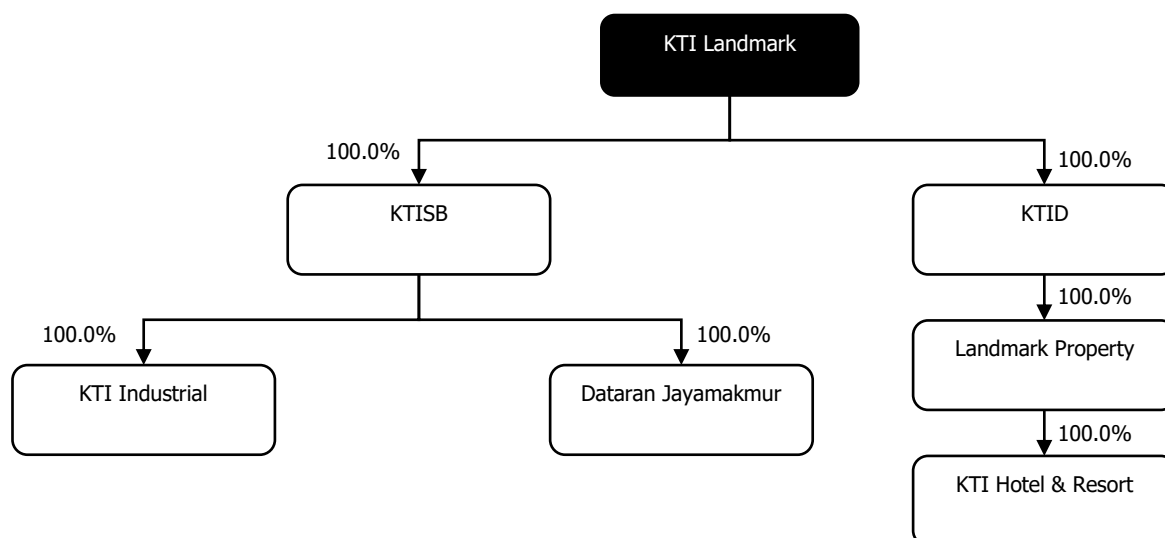 KTI Landmark
100.0%
100.0%
KTISB
KTID
100.0%
100.0%
100.0%
Landmark Property
KTI Industrial
Dataran Jayamakmur
100.0%
KTI Hotel & Resort